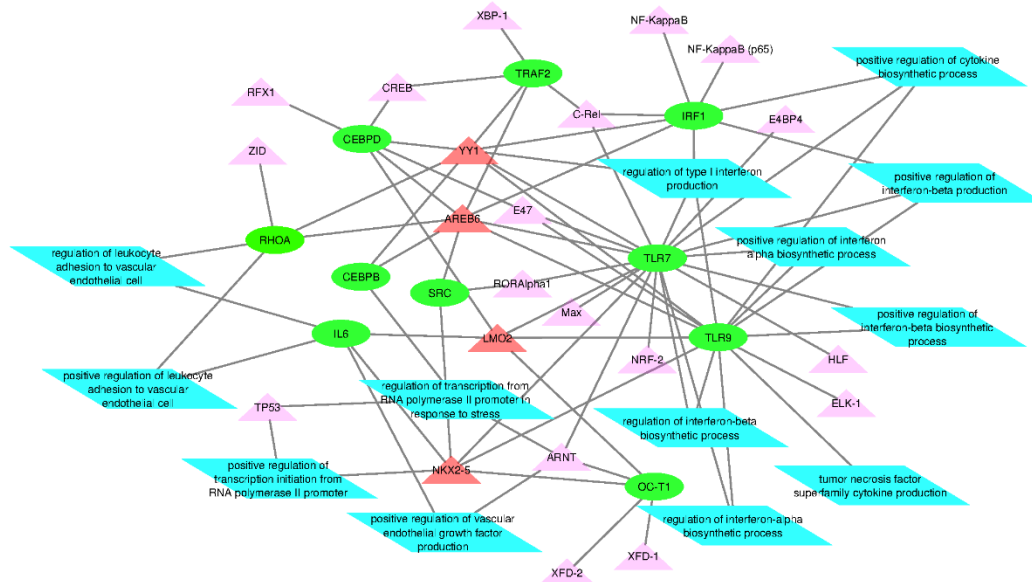 XBP-1
NF-KappaB
NF-KappaB (p65)
positive regulation of cytokine
biosynthetic process
TRAF2
RFX1
CREB
C-Rel
IRF1
E4BP4
CEBPD
ZID
YY1
regulation of type I interferon
production
positive regulation of
interferon-beta production
E47
AREB6
RHOA
regulation of leukocyte
adhesion to vascular
endothelial cell
positive regulation of interferon
alpha biosynthetic process
TLR7
CEBPB
SRC
RORAlpha1
Max
positive regulation of
interferon-beta biosynthetic
process
IL6
LMO2
TLR9
NRF-2
HLF
positive regulation of leukocyte
adhesion to vascular
endothelial cell
regulation of transcription from
RNA polymerase II promoter in
response to stress
TP53
ELK-1
regulation of interferon-beta
biosynthetic process
ARNT
positive regulation of
transcription initiation from
RNA polymerase II promoter
NKX2-5
OC-T1
tumor necrosis factor
superfamily cytokine production
positive regulation of vascular
endothelial growth factor
production
regulation of interferon-alpha
biosynthetic process
XFD-1
XFD-2